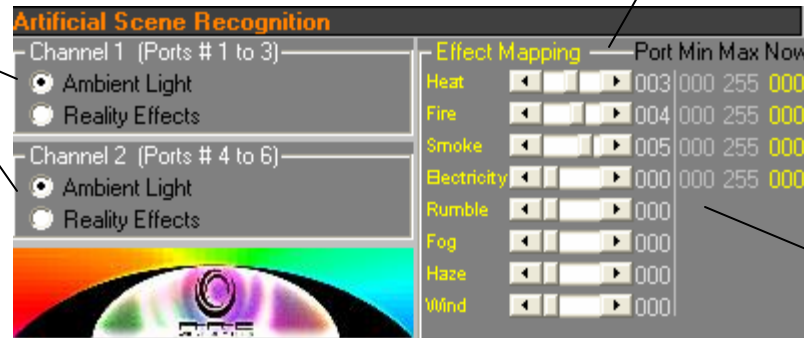 Artificial Scene Recognition
Channel 1 (Ports # 1 to 3)
Ambient Light
Reality Effects
Channel 2 (Ports # 4 to 6)
Ambient Light
Reality Effects
Effect Mapping Port Min Max Now
Heat 003 000 255 000
Fire 004 000 255 000
Smoke 005 000 255 000
Electricity 000 000 255 000
Rumble 000
Fog 000
Haze 000
Wind 000